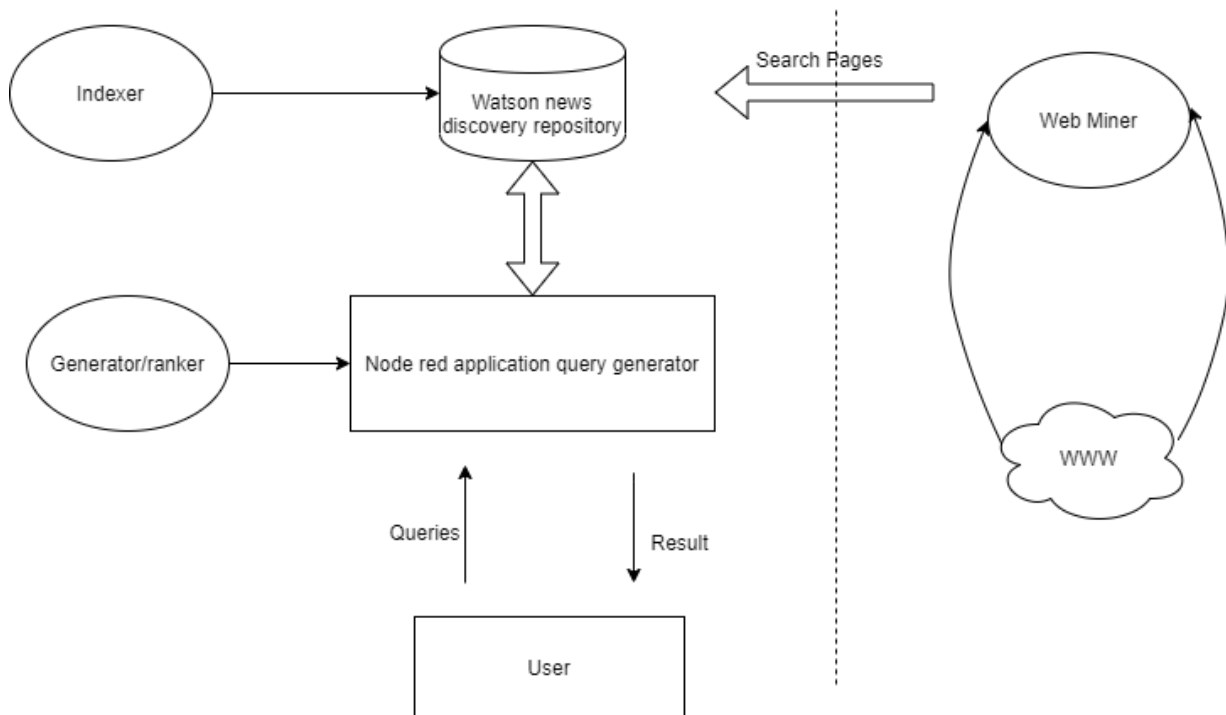 Search Pages
Indexer
Watson news
discovery repository
Web Miner
Generator/ranker
Node red application query generator
WWW
Queries
Result
User